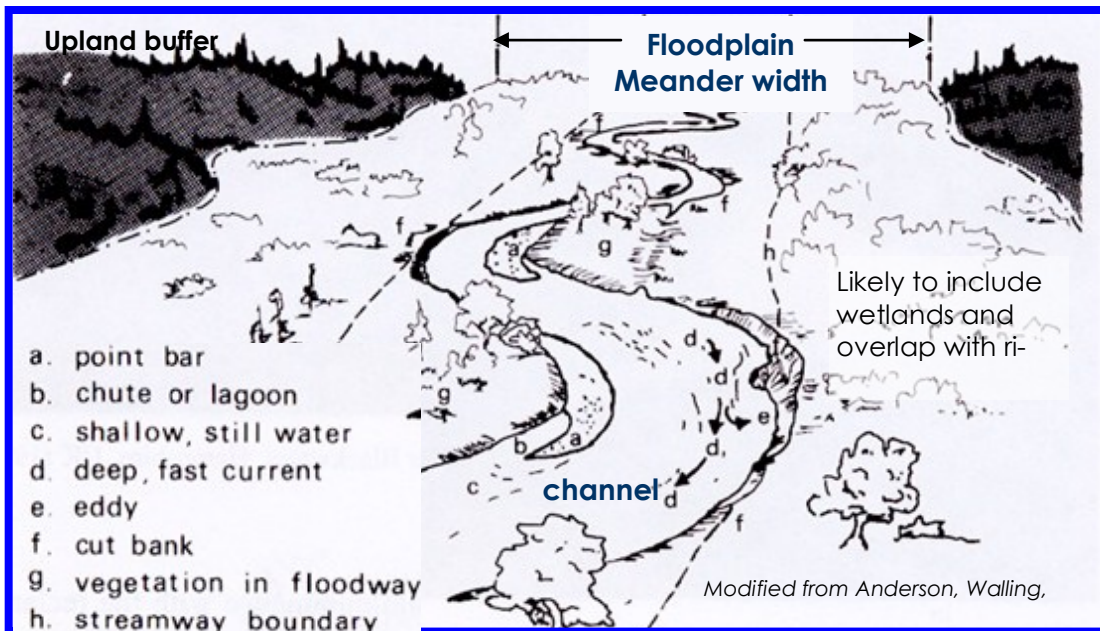 Upland buffer
Floodplain
Meander width
f
f
a
g
h
Likely to include
wetlands and
overlap with ri-
a. point bar
b. chute or lagoon
c. shallow, still water
d. deep, fast current
e. eddy
f. cut bank
g. vegetation in floodway
h. streamway boundary
d
d
g
e
b
a
d
c
channel
d
f
Modified from Anderson, Walling,